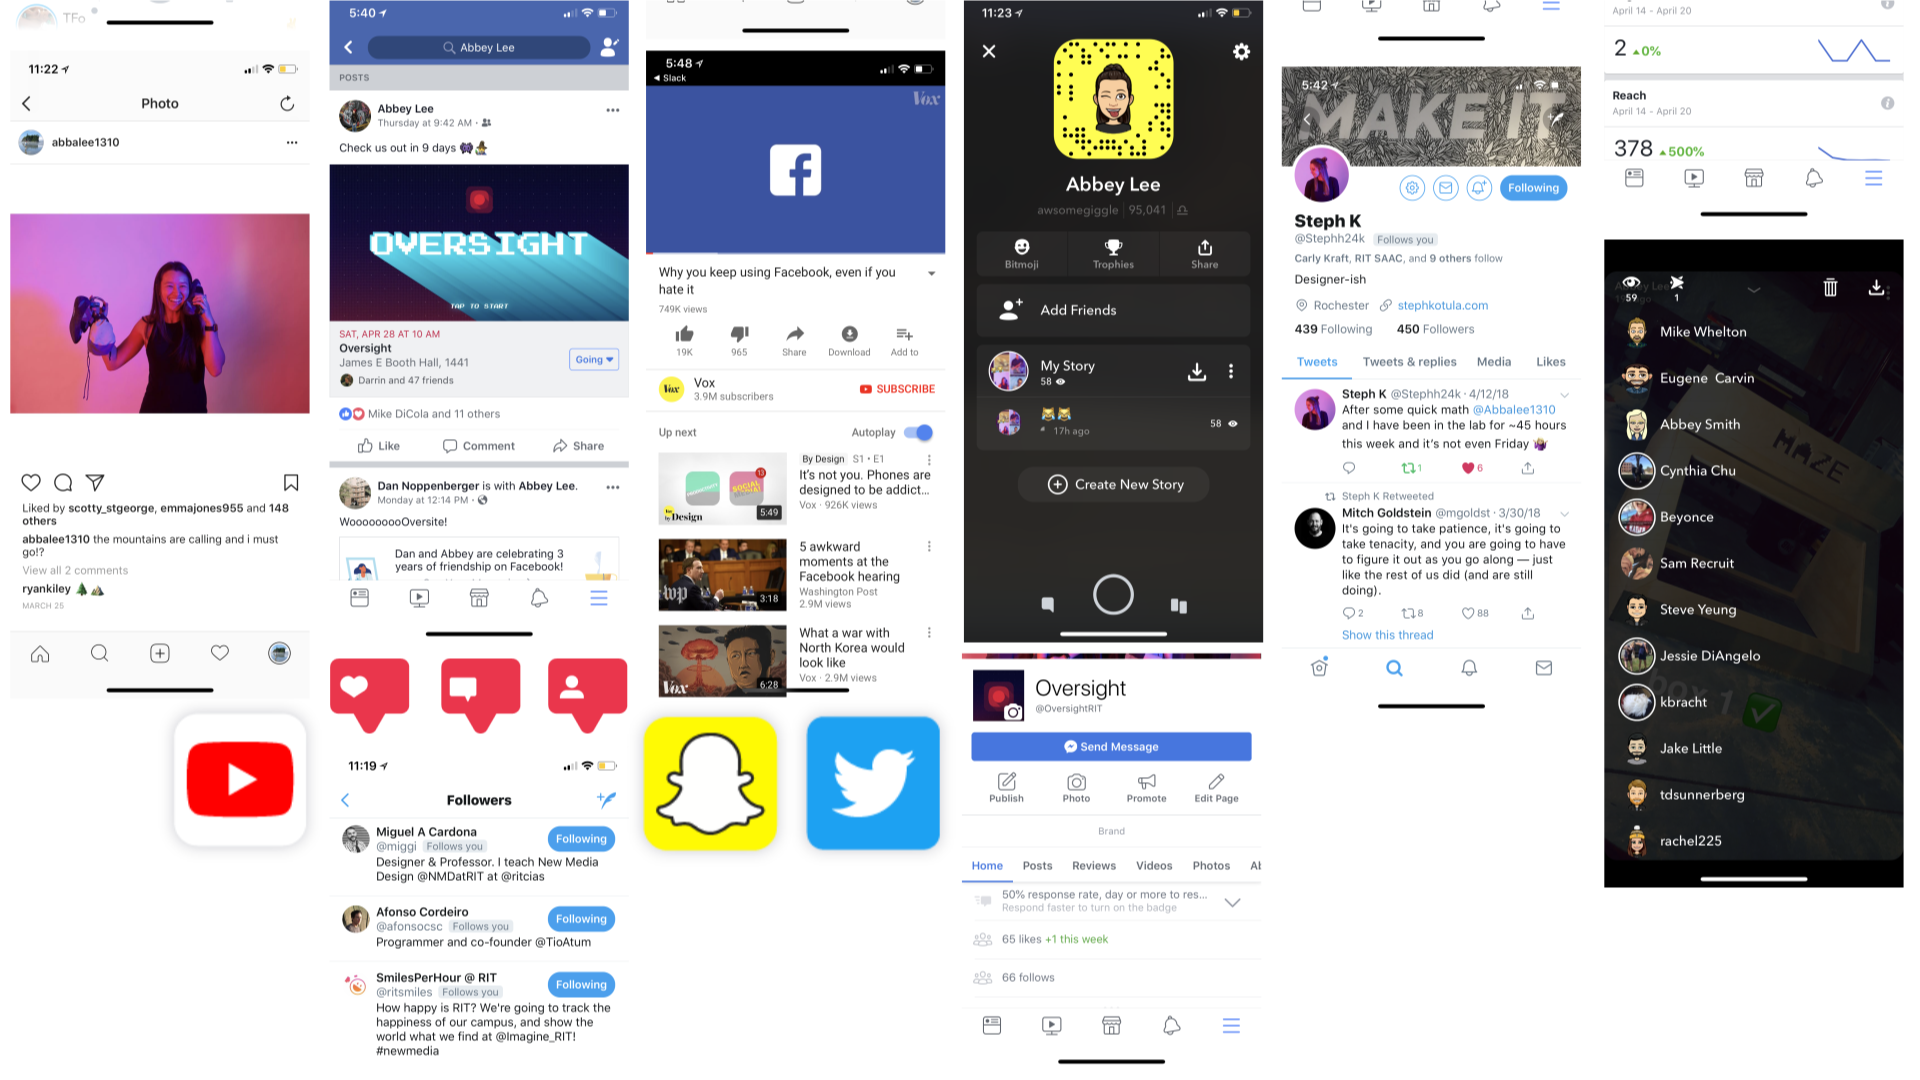 TFo
11:22
Photo
abbalee1310
Liked by scotty_stgeorge, emmajones955 and 148
others
abbalee1310 the mountains are calling and i must
go!?
View all 2 comments
ryankiley
MARCH 25
5:40
Abbey Lee
POSTS
Abbey Lee
Thursday at 9:42 AM ·
Check us out in 9 days
OVERSIGHT
TAP TO START
SAT, APR 28 AT 10 AM
Oversight
James E Booth Hall, 1441
Going
Darrin and 47 friends
Mike DiCola and 11 others
Like
Comment
Share
Dan Noppenberger is with Abbey Lee.
Monday at 12:14 PM ·
WooooooooOversite!
Dan and Abbey are celebrating 3
years of friendship on Facebook!
11:19
Followers
Miguel A Cardona
@miggi Follows you
Following
Designer & Professor. I teach New Media
Design @NMDatRIT at @ritcias
Afonso Cordeiro
@afonsocsc Follows you
Following
Programmer and co-founder @TioAtum
SmilesPerHour @ RIT
@ritsmiles Follows you
Following
How happy is RIT? We're going to track the
happiness of our campus, and show the
world what we find at @Imagine_RIT!
#newmedia
5:48
Slack
Vox
Why you keep using Facebook, even if you
hate it
749K views
19K
965
Share
Download
Add to
Vox
Vox
3.9M subscribers
SUBSCRIBE
Up next
Autoplay
By Design S1 • E1
It's not you. Phones are
designed to be addict...
Vox · 926K views
by Design
5:49
5 awkward
moments at the
Facebook hearing
Washington Post
2.9M views
wp
3:18
What a war with
North Korea would
look like
Vox · 2.9M views
Vox
6:28
11:23
Abbey Lee
awsomegiggle 95,041
Bitmoji
Trophies
Share
Add Friends
My Story
58
17h ago
58
Create New Story
Oversight
@OversightRIT
Send Message
Publish
Photo
Promote
Edit Page
Brand
Home
Posts
Reviews
Videos
Photos
Al
50% response rate, day or more to res...
Respond faster to turn on the badge
65 likes +1 this week
66 follows
5:42
MAKE IT
Following
Steph K
@Stephh24k Follows you
Carly Kraft, RIT SAAC, and 9 others follow
Designer-ish
Rochester stephkotula.com
439 Following 450 Followers
Tweets
Tweets & replies
Media
Likes
Steph K @Stephh24k · 4/12/18
After some quick math @Abbalee1310
and I have been in the lab for ~45 hours
this week and it's not even Friday
1
6
Steph K Retweeted
Mitch Goldstein @mgoldst · 3/30/18
It's going to take patience, it's going to
take tenacity, and you are going to have
to figure it out as you go along — just
like the rest of us did (and are still
doing).
2
8
88
Show this thread
April 14 - April 20
2 0%
Reach
April 14 - April 20
378 500%
59
1
MAZE
box 1
Mike Whelton
Eugene Carvin
Abbey Smith
Cynthia Chu
Beyonce
Sam Recruit
Steve Yeung
Jessie DiAngelo
kbracht
Jake Little
tdsunnerberg
rachel225